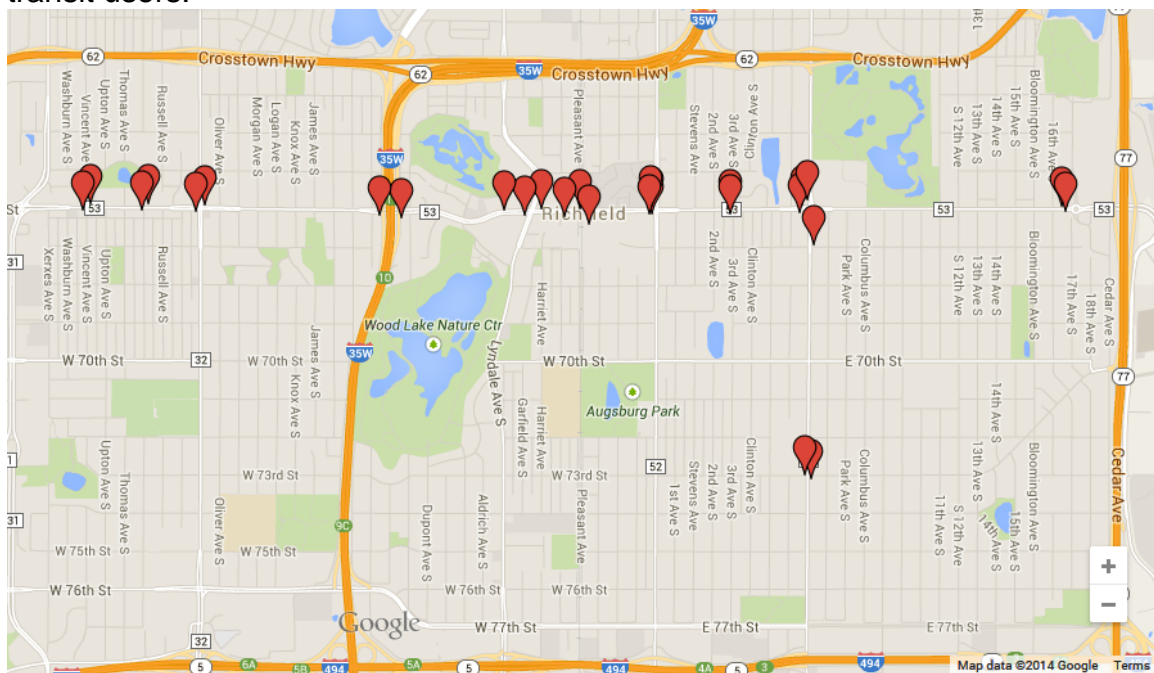 transit users.
134
77
35W
62
Crosstown Hwy
35W
62
Crosstown Hwy
62
Crosstown Hwy
Washburn Ave S
Vincent Ave S
Upton Ave S
Thomas Ave S
Russell Ave S
Oliver Ave S
Morgan Ave S
Logan Ave S
Knox Ave S
James Ave S
35W
Pleasant Ave
Stevens Ave
2nd Ave S
3rd Ave S
Clinton Ave S
S 12th Ave
13th Ave S
14th Ave S
15th Ave S
Bloomington Ave S
16th Ave
77
St
53
53
Richfield
53
53
53
31
Xerxes Ave S
Washburn Ave S
Vincent Ave S
Upton Ave S
Russell Ave S
10
Harriet Ave
2nd Ave S
3rd Ave S
Clinton Ave S
Park Ave S
Columbus Ave S
S 12th Ave
13th Ave S
14th Ave S
Bloomington Ave S
17th Ave S
18th Ave S
Cedar Ave S
Wood Lake Nature Ctr
James Ave S
Knox Ave S
35W
Lyndale Ave S
W 70th St
32
W 70th St
W 70th St
E 70th St
77
Augsburg Park
Garfield Ave S
Harriet Ave
14th Ave S
Upton Ave S
Thomas Ave S
W 73rd St
W 73rd St
52
Clinton Ave S
Park Ave S
Columbus Ave S
13th Ave S
Bloomington Ave S
Cedar Ave
31
Oliver Ave S
9C
Dupont Ave S
Aldrich Ave S
Pleasant Ave
1st Ave S
Stevens Ave
2nd Ave S
3rd Ave S
11th Ave S
S 12th Ave
14th Ave S
15th Ave S
W 75th St
W 75th St
W 76th St
W 76th St
W 76th St
+
−
Google
W 77th St
E 77th St
E 77th St
32
5
6A
5B
494
5A
5
494
4A
5
3
494
Map data ©2014 Google
Terms